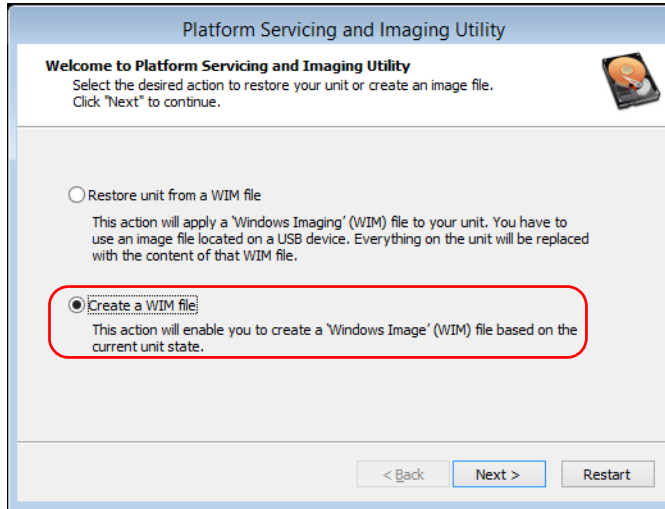 Platform Servicing and Imaging Utility
Welcome to Platform Servicing and Imaging Utility
Select the desired action to restore your unit or create an image file.
Click "Next" to continue.
Restore unit from a WIM file
This action will apply a ‘Windows Imaging’ (WIM) file to your unit. You have to
use an image file located on a USB device. Everything on the unit will be replaced
with the content of that WIM file.
Create a WIM file
This action will enable you to create a ‘Windows Image’ (WIM) file based on the
current unit state.
< Back Next > Restart